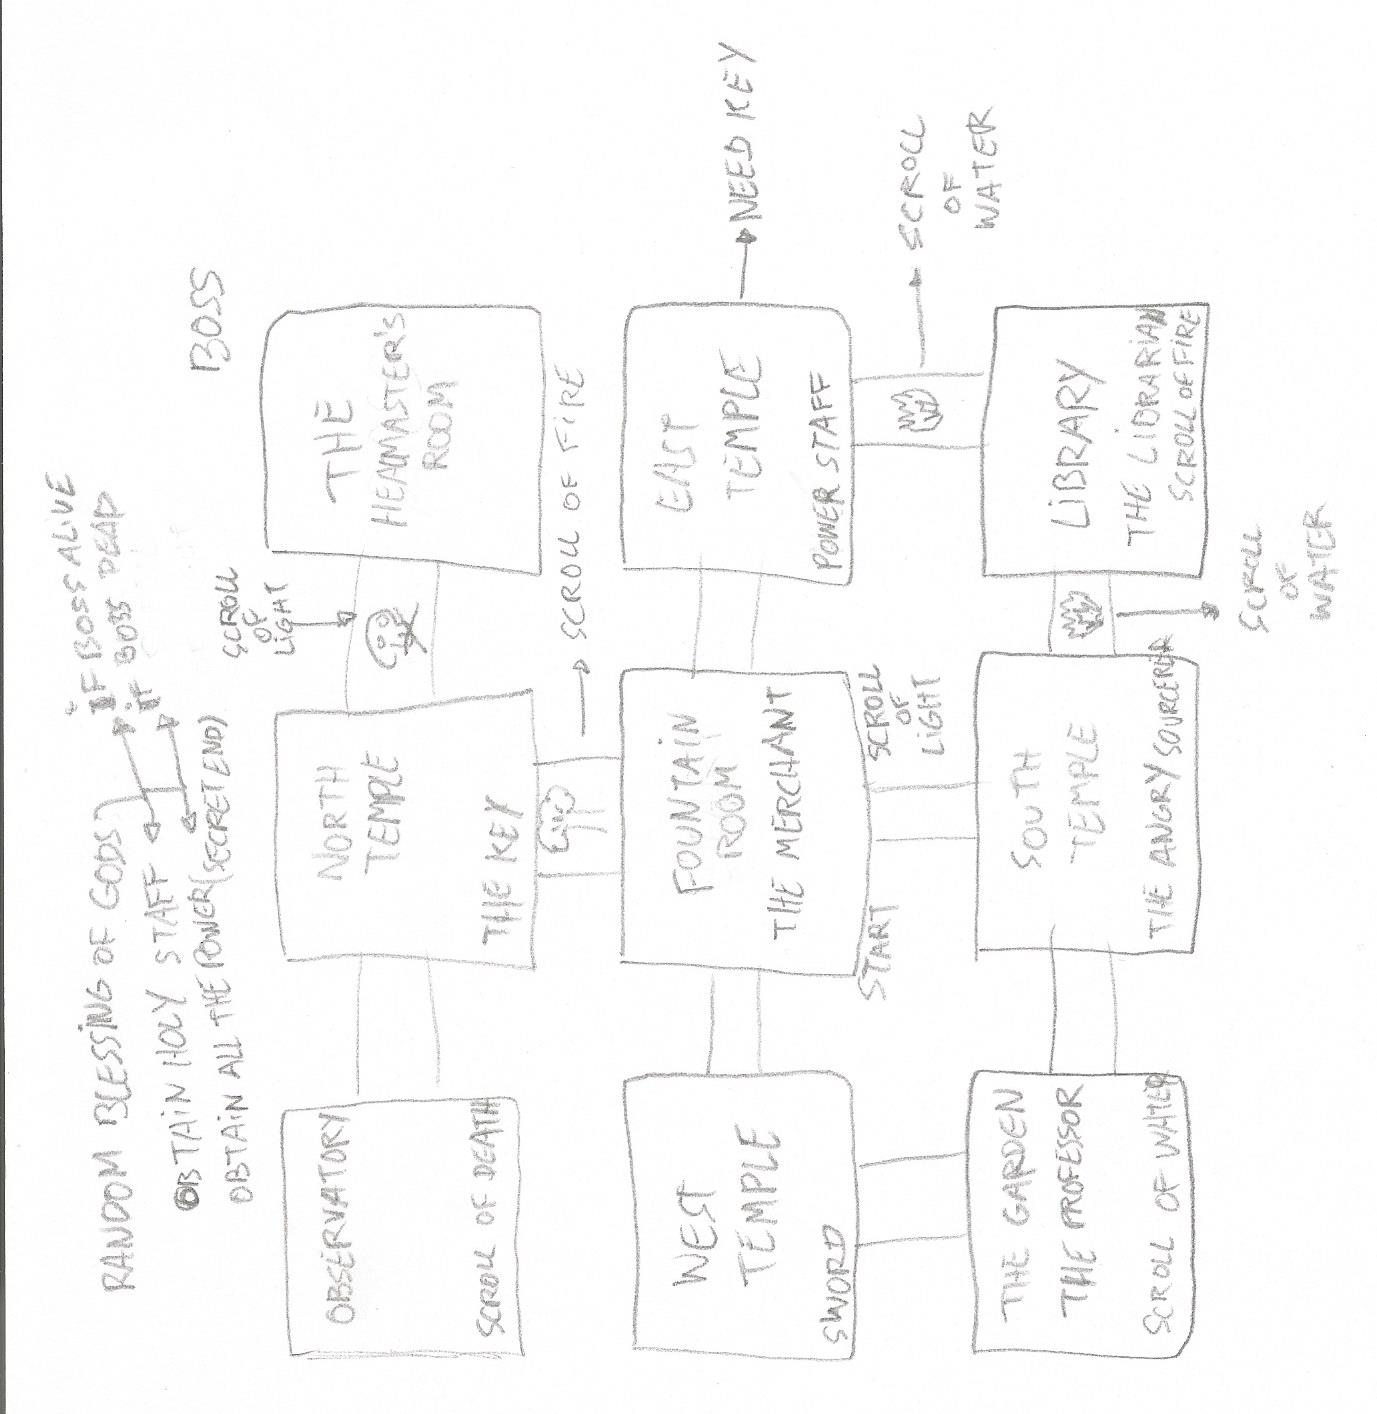 RANDOM BLESSING OF GODS
iF BOSS ALiVE
iF BOSS DEAD
OBTAiN HOLY STAFF
OBTAiN ALL THE POWER (SECRET END)
BOSS
SCROLL
OF
LiGHT
OBSERVATORY
SCROLL OF DEATH
NORTH
TEMPLE
THE KEY
THE
HEADMASTER'S
ROOM
SCROLL OF FiRE
WEST
TEMPLE
SWORD
FOUNTAiN
ROOM
THE MERCHANT
START
SCROLL
OF
LiGHT
EAST
TEMPLE
POWER STAFF
NEED KEY
SCROLL
OF
WATER
THE GARDEN
THE PROFESSOR
SCROLL OF WATER
SOUTH
TEMPLE
THE ANGRY SOURCERER
LiBRARY
THE LiBRARiAN
SCROLL OF FiRE
SCROLL
OF
WATER